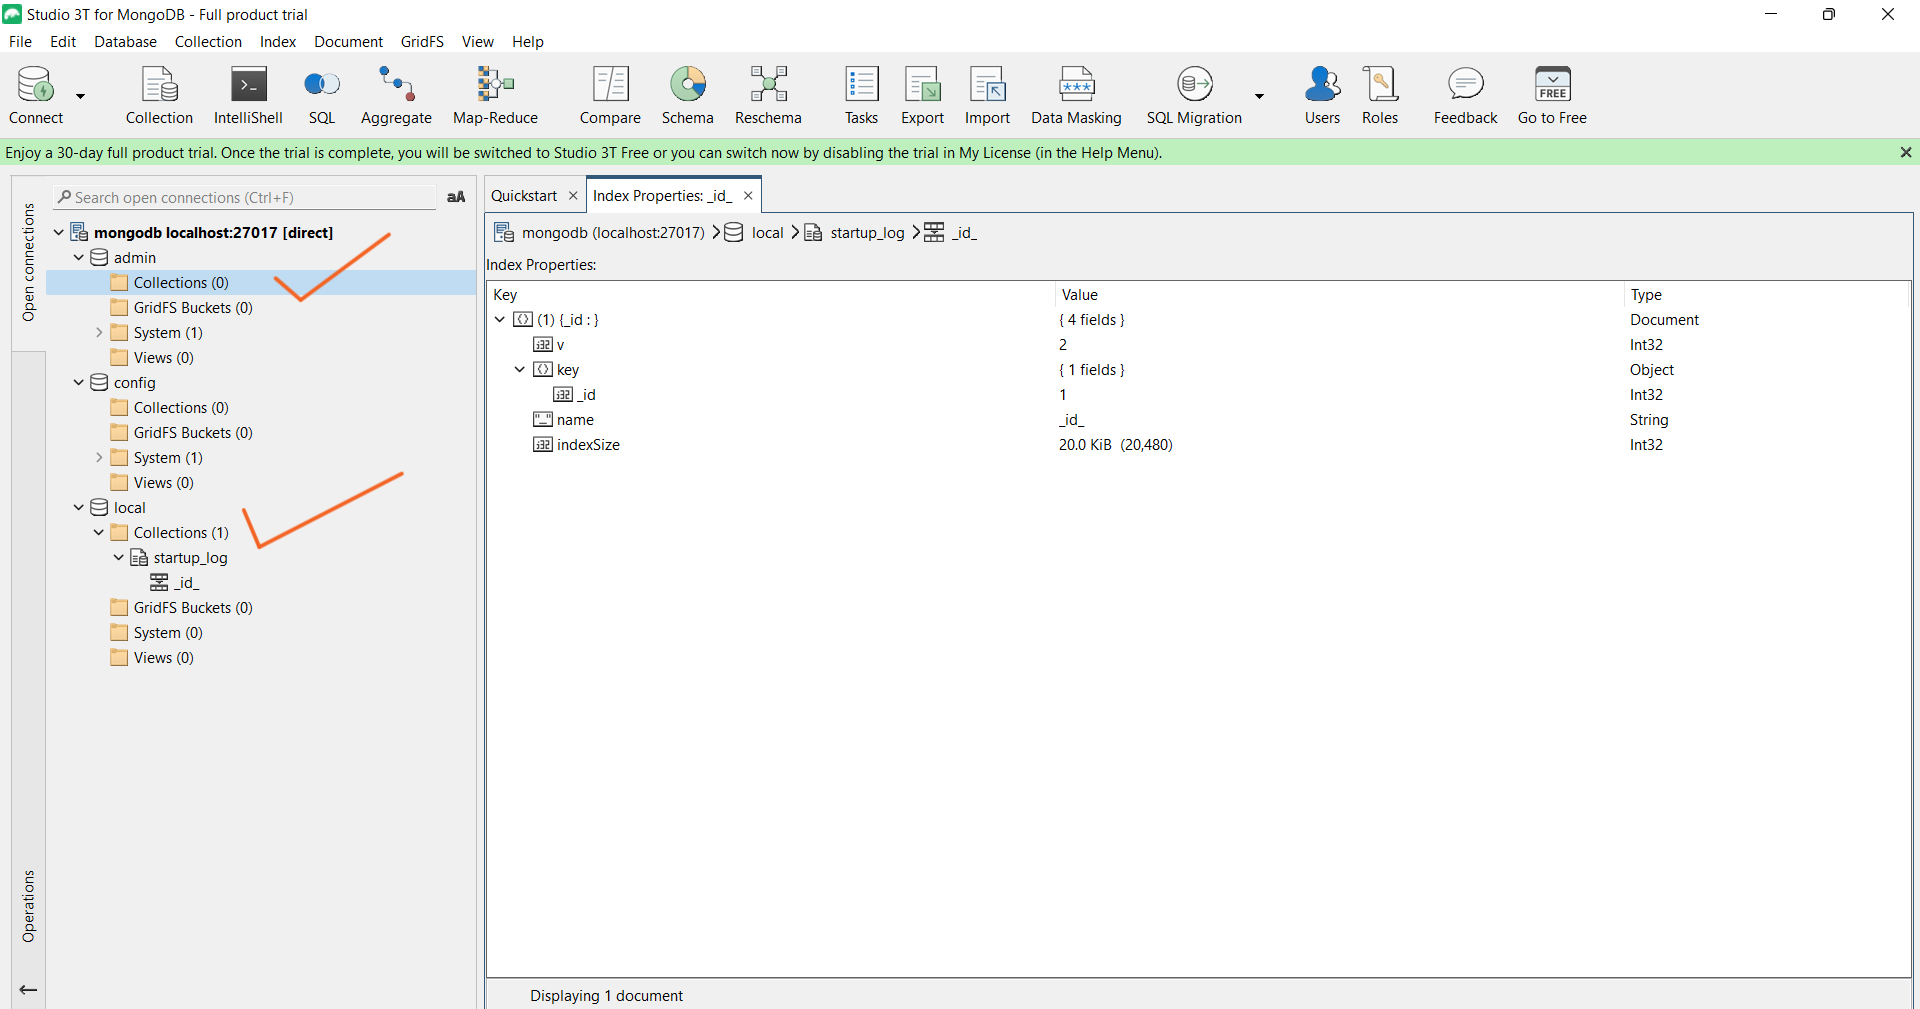 Studio 3T for MongoDB - Full product trial
File Edit Database Collection Index Document GridFS View Help
Connect Collection IntelliShell SQL Aggregate Map-Reduce Compare Schema Reschema Tasks Export Import Data Masking SQL Migration Users Roles Feedback Go to Free
FREE
Enjoy a 30-day full product trial. Once the trial is complete, you will be switched to Studio 3T Free or you can switch now by disabling the trial in My License (in the Help Menu).
Open connections
Operations
Search open connections (Ctrl+F) aA
mongodb localhost:27017 [direct]
admin
Collections (0)
GridFS Buckets (0)
System (1)
Views (0)
config
Collections (0)
GridFS Buckets (0)
System (1)
Views (0)
local
Collections (1)
startup_log
_id_
GridFS Buckets (0)
System (0)
Views (0)
Quickstart Index Properties: _id_
mongodb (localhost:27017) local startup_log _id_
Index Properties:
Key Value Type
(1) {_id : } { 4 fields } Document
v 2 Int32
key { 1 fields } Object
_id 1 Int32
name _id_ String
indexSize 20.0 KiB (20,480) Int32
Displaying 1 document